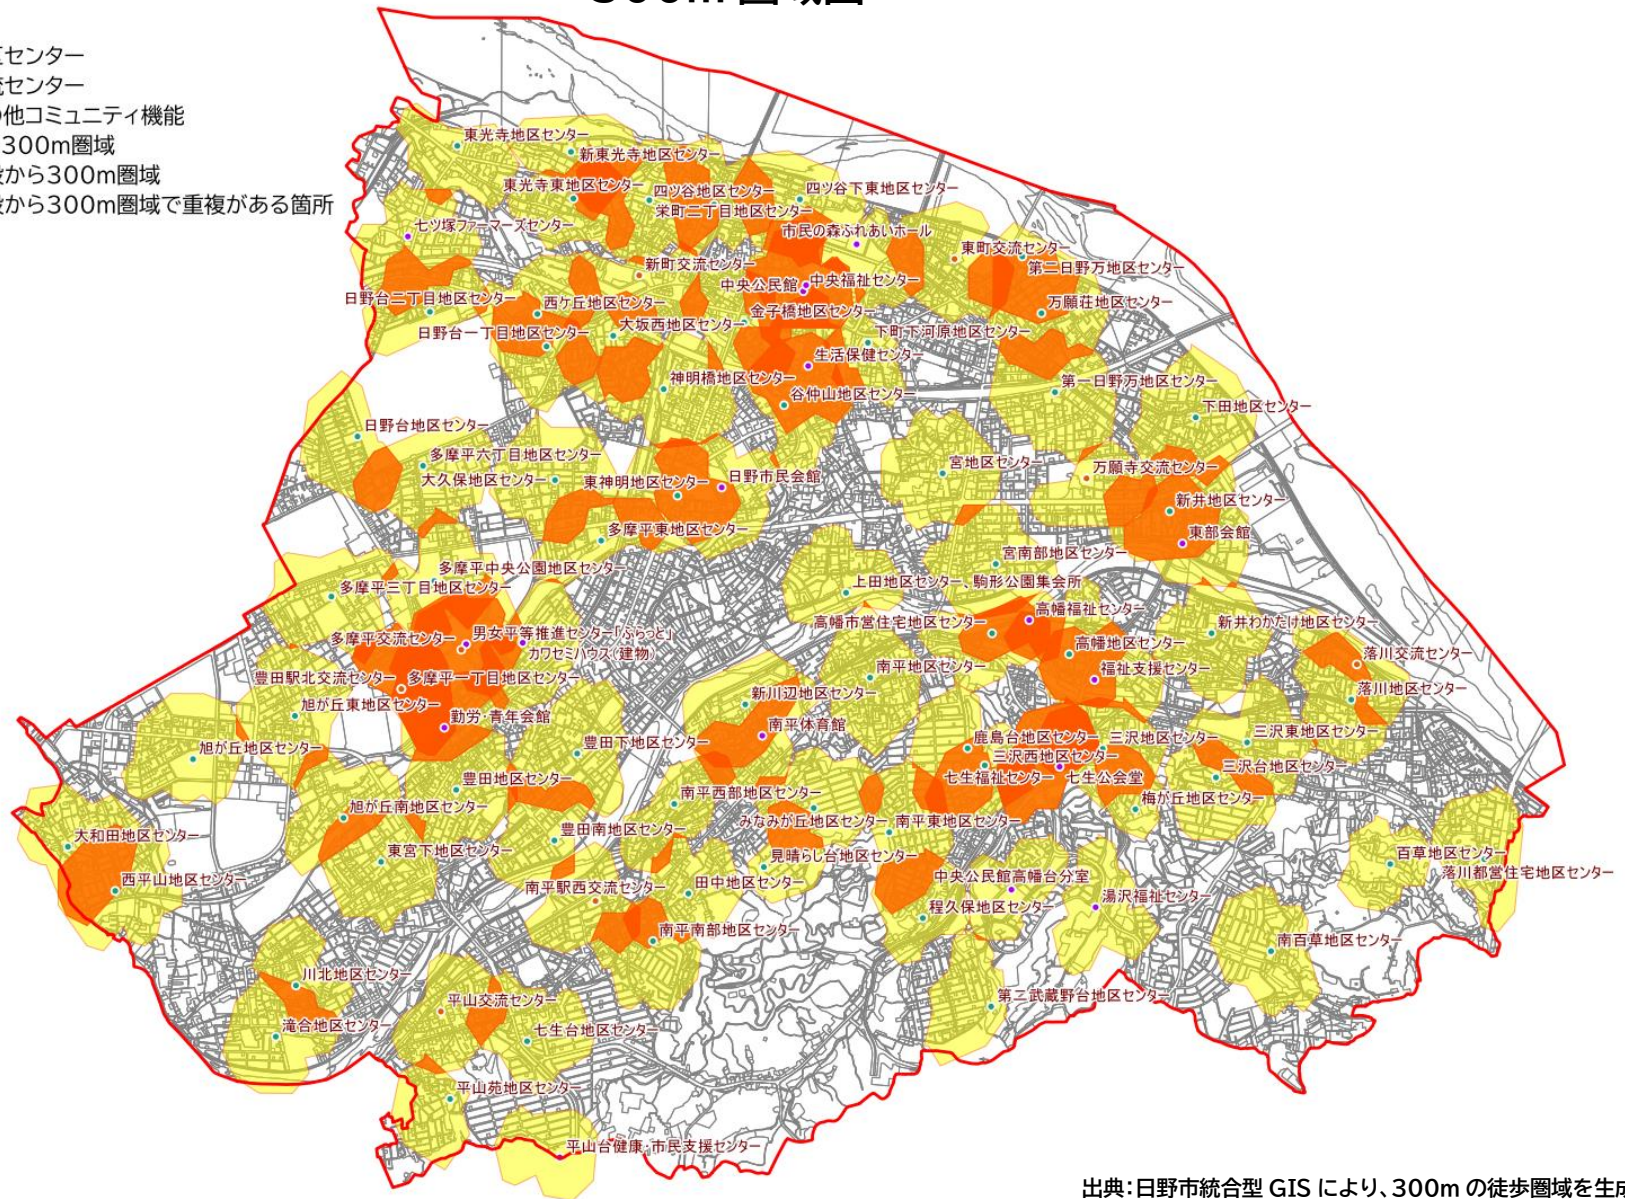 300m 圏域図
センター
センター
他コミュニティ機能
300m圏域
から300m圏域
から300m圏域で重複がある箇所
東光寺地区センター
新東光寺地区センター
東光寺東地区センター
四ツ谷地区センター
四ツ谷下東地区センター
栄町二丁目地区センター
七ツ塚ファーマーズセンター
市民の森ふれあいホール
東町交流センター
新町交流センター
第二日野万地区センター
中央公民館
中央福祉センター
日野台二丁目地区センター
西ケ丘地区センター
万願荘地区センター
金子橋地区センター
日野台一丁目地区センター
大坂西地区センター
下町下河原地区センター
生活保健センター
神明橋地区センター
第一日野万地区センター
谷仲山地区センター
下田地区センター
日野台地区センター
多摩平六丁目地区センター
宮地区センター
万願寺交流センター
大久保地区センター
東神明地区センター
日野市民会館
新井地区センター
多摩平東地区センター
東部会館
宮南部地区センター
多摩平中央公園地区センター
上田地区センター、駒形公園集会所
多摩平三丁目地区センター
高幡福祉センター
高幡市営住宅地区センター
新井わかたけ地区センター
多摩平交流センター
男女平等推進センター「ふらっと」
カワセミハウス(建物)
高幡地区センター
落川交流センター
南平地区センター
福祉支援センター
豊田駅北交流センター
多摩平一丁目地区センター
新川辺地区センター
落川地区センター
旭が丘東地区センター
勤労・青年会館
南平体育館
三沢東地区センター
旭が丘地区センター
豊田下地区センター
鹿島台地区センター
三沢地区センター
三沢西地区センター
三沢台地区センター
豊田地区センター
七生福祉センター
七生公会堂
南平西部地区センター
梅が丘地区センター
旭が丘南地区センター
みなみが丘地区センター
南平東地区センター
大和田地区センター
豊田南地区センター
東宮下地区センター
見晴らし台地区センター
百草地区センター
西平山地区センター
南平駅西交流センター
田中地区センター
中央公民館高幡台分室
落川都営住宅地区センター
湯沢福祉センター
程久保地区センター
南平南部地区センター
南百草地区センター
川北地区センター
平山交流センター
第二武蔵野台地区センター
滝合地区センター
七生台地区センター
平山苑地区センター
平山台健康・市民支援センター
出典:日野市統合型 GIS により、300m の徒歩圏域を生成